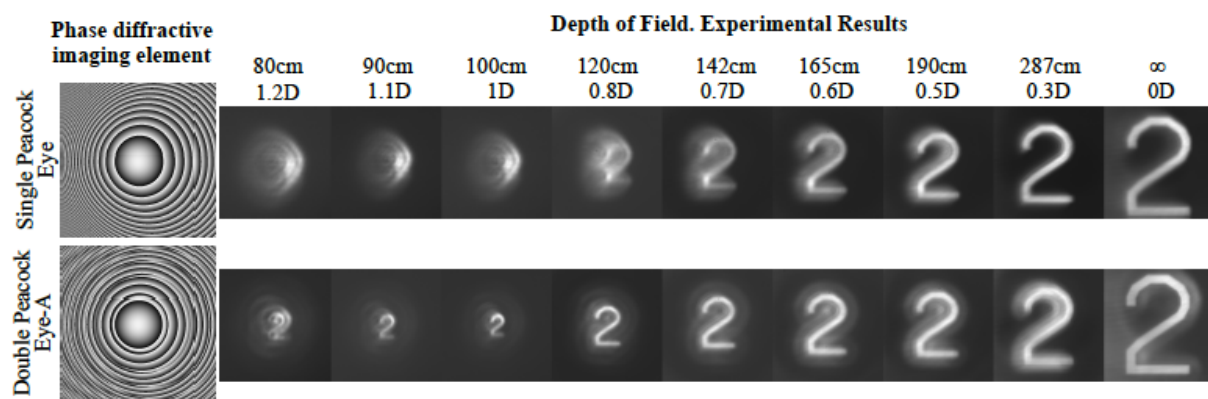 Phase diffractive
imaging element
Depth of Field. Experimental Results
80cm 90cm 100cm 120cm 142cm 165cm 190cm 287cm ∞
1.2D 1.1D 1D 0.8D 0.7D 0.6D 0.5D 0.3D 0D
Single Peacock
Eye
2 2 2 2 2 2
Double Peacock
Eye-A
2 2 2 2 2 2 2 2 2